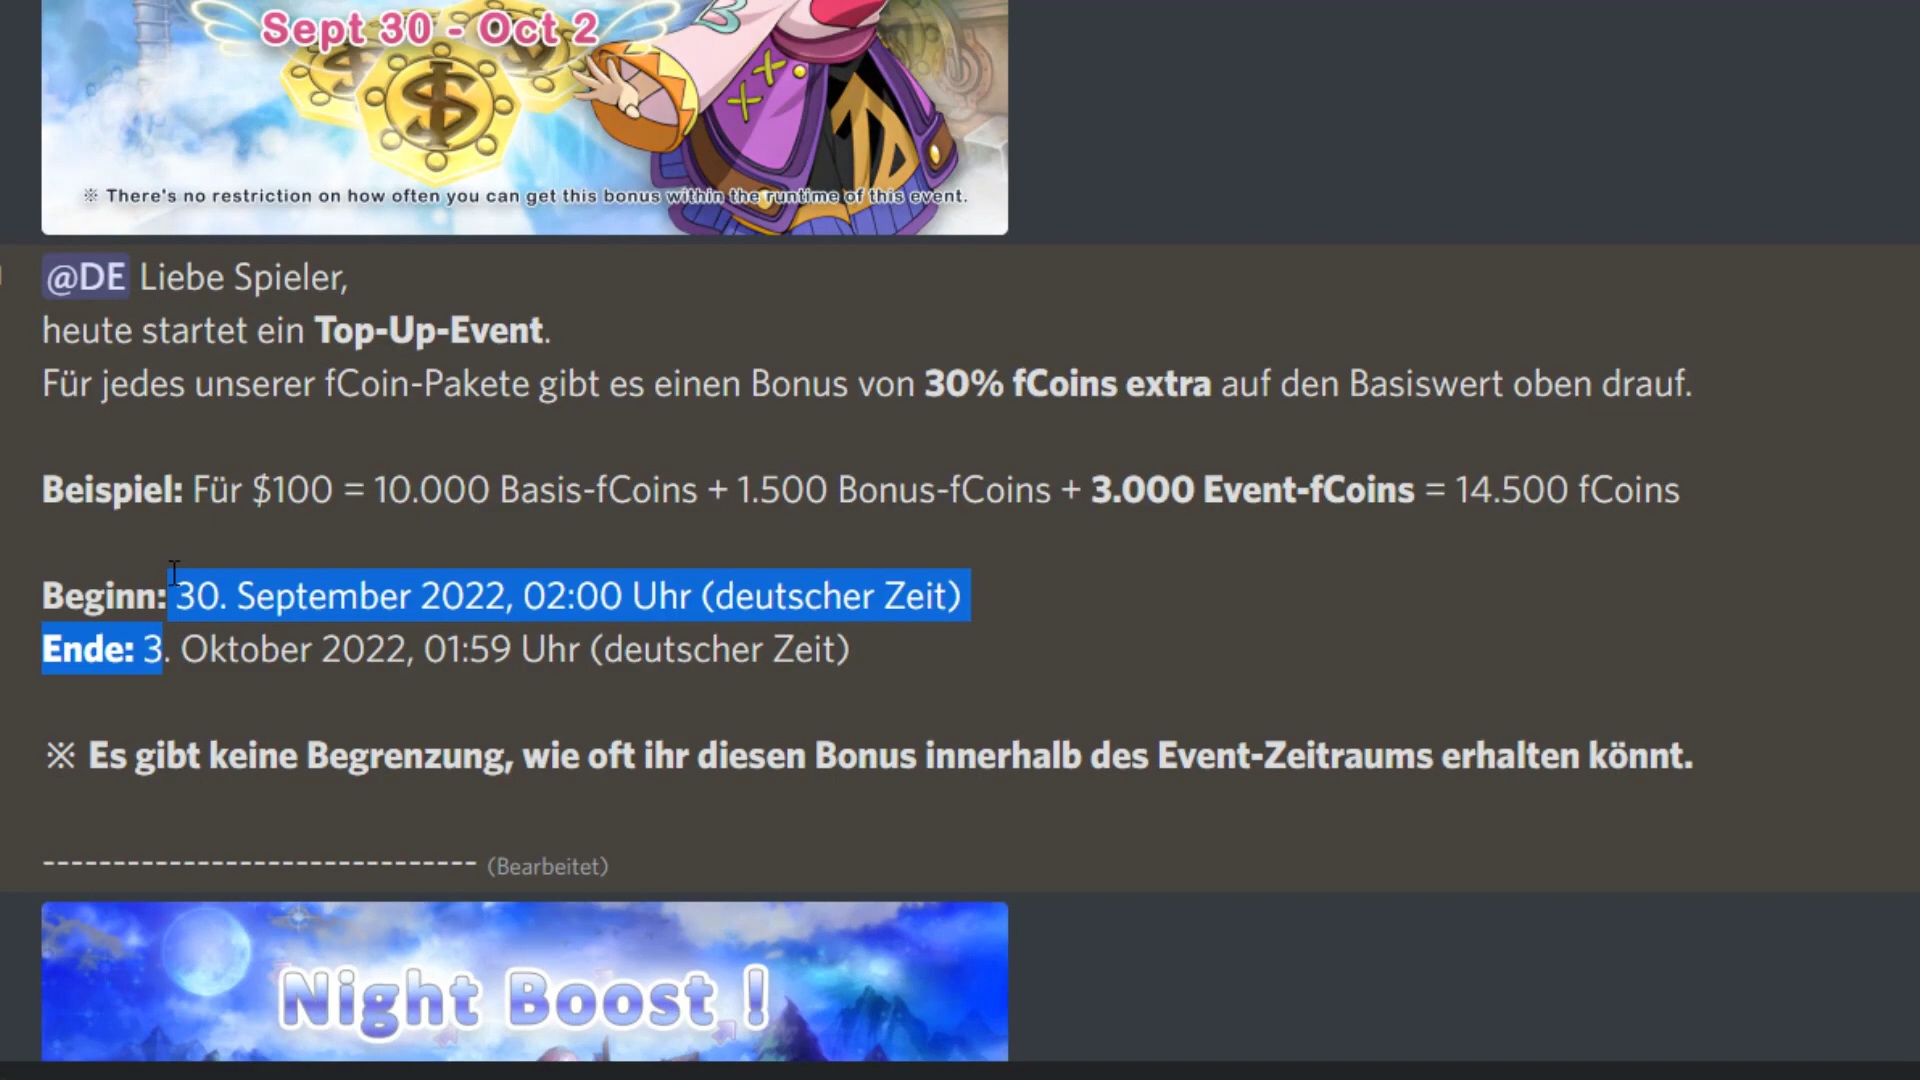 Sept 30 - Oct 2
※ There's no restriction on how often you can get this bonus within the runtime of this event.
@DE Liebe Spieler,
heute startet ein Top-Up-Event.
Für jedes unserer fCoin-Pakete gibt es einen Bonus von 30% fCoins extra auf den Basiswert oben drauf.
Beispiel: Für $100 = 10.000 Basis-fCoins + 1.500 Bonus-fCoins + 3.000 Event-fCoins = 14.500 fCoins
Beginn: 30. September 2022, 02:00 Uhr (deutscher Zeit)
Ende: 3. Oktober 2022, 01:59 Uhr (deutscher Zeit)
※ Es gibt keine Begrenzung, wie oft ihr diesen Bonus innerhalb des Event-Zeitraums erhalten könnt.
------------------------------- (Bearbeitet)
Night Boost !